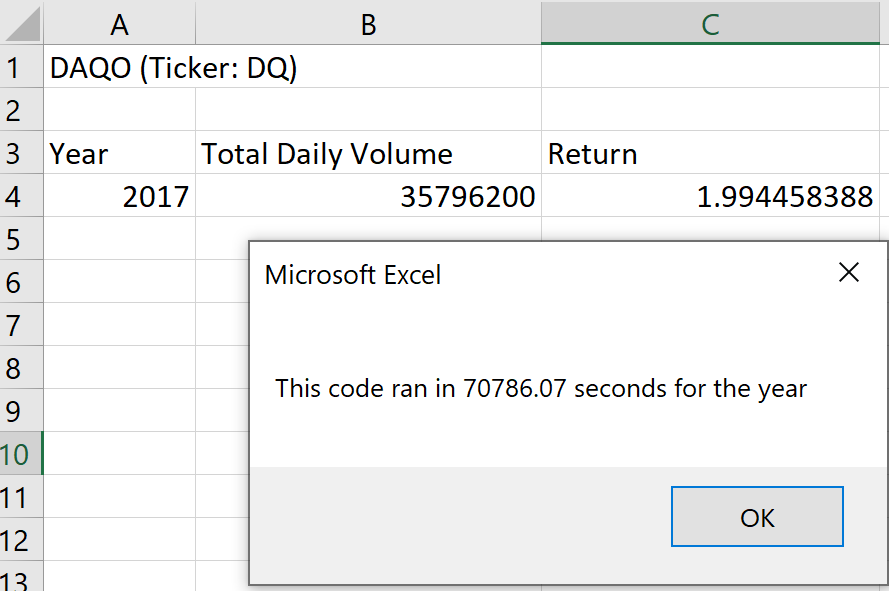 A B C
1 DAQO (Ticker: DQ)
2
3 Year Total Daily Volume Return
4 2017 35796200 1.994458388
5
6 Microsoft Excel
7
8
9 This code ran in 70786.07 seconds for the year
10
11
12 OK
13